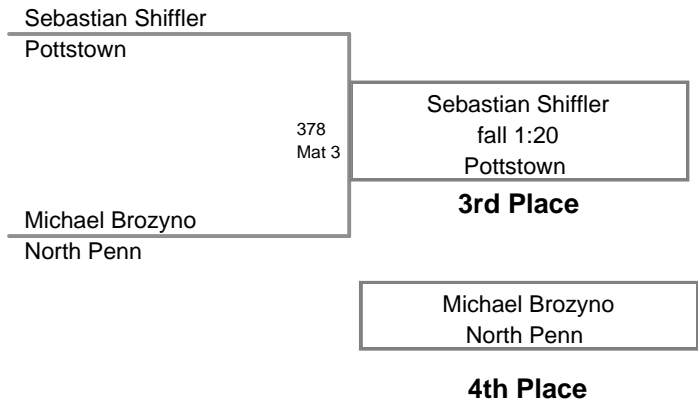 Sebastian Shiffler
Pottstown
378
Mat 3
Sebastian Shiffler
fall 1:20
Pottstown
3rd Place
Michael Brozyno
North Penn
Michael Brozyno
North Penn
4th Place